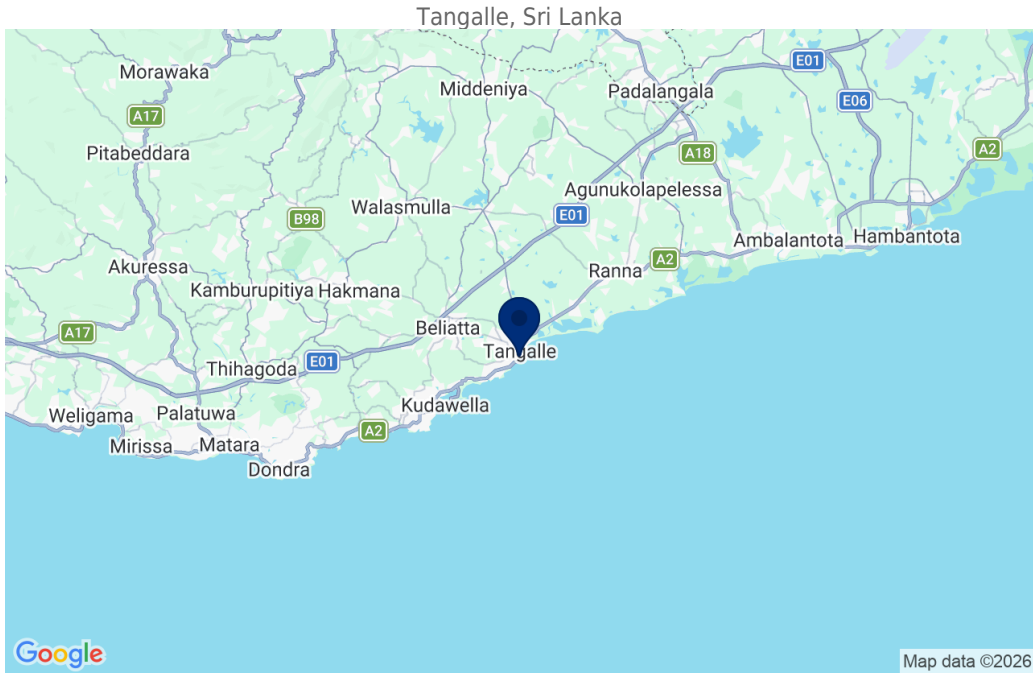 Tangalle, Sri Lanka
E01
Morawaka
Middeniya
Padalangala
E06
A17
A2
Pitabeddara
A18
Agunukolapelessa
Walasmulla
B98
E01
Ambalantota
Hambantota
A2
Akuressa
Ranna
Kamburupitiya
Hakmana
Beliatta
A17
Tangalle
E01
Thihagoda
Kudawella
Weligama
Palatuwa
A2
Mirissa
Matara
Dondra
Google
Map data ©2026